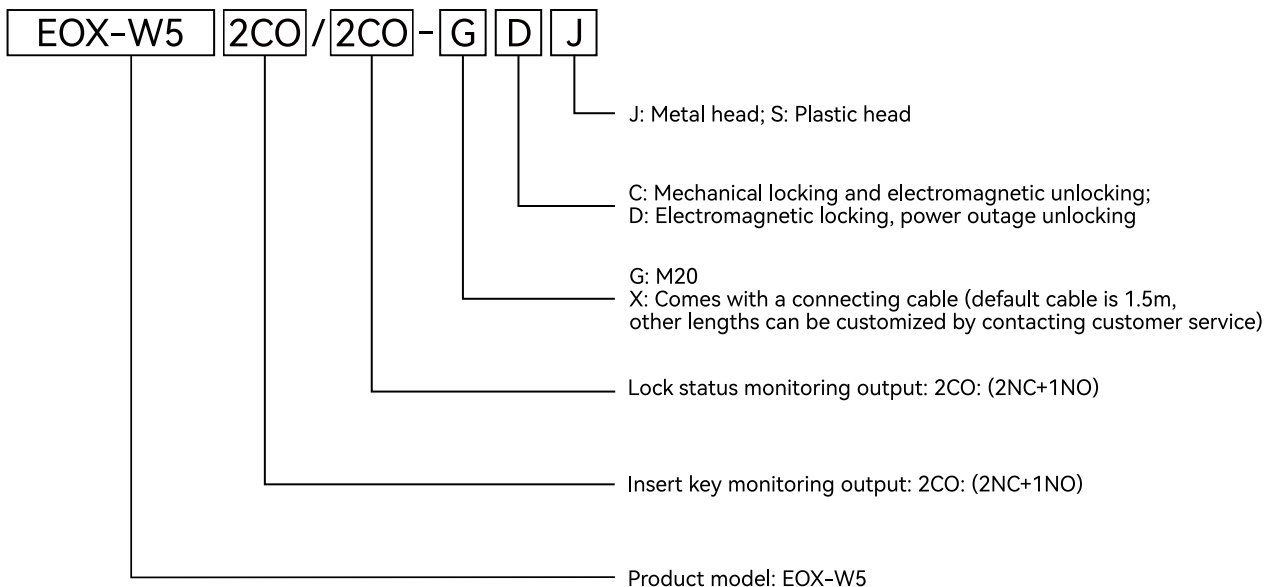 EOX-W5 2CO/2CO-G D J
J: Metal head; S: Plastic head
C: Mechanical locking and electromagnetic unlocking;
D: Electromagnetic locking, power outage unlocking
G: M20
X: Comes with a connecting cable (default cable is 1.5m,
other lengths can be customized by contacting customer service)
Lock status monitoring output: 2CO: (2NC+1NO)
Insert key monitoring output: 2CO: (2NC+1NO)
Product model: EOX-W5